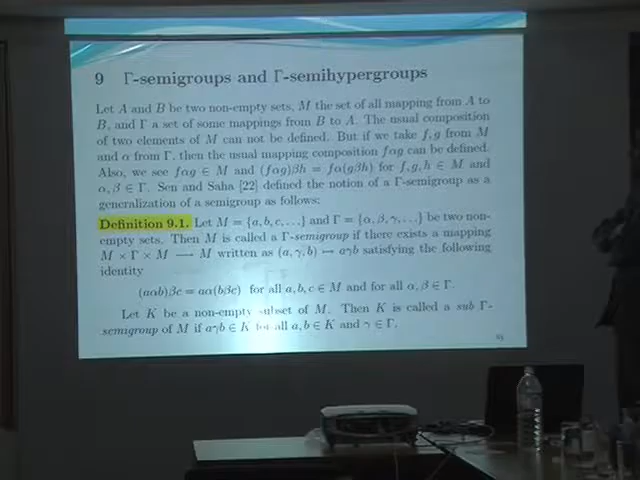 9 Γ-semigroups and Γ-semihypergroups
Let A and B be two non-empty sets, M the set of all mapping from A to
B, and Γ a set of some mappings from B to A. The usual composition
of two elements of M can not be defined. But if we take f, g from M
and α from Γ, then the usual mapping composition fαg can be defined.
Also, we see fαg ∈ M and (fαg)βh = fα(gβh) for f, g, h ∈ M and
α, β ∈ Γ. Sen and Saha [22] defined the notion of a Γ-semigroup as a
generalization of a semigroup as follows:
Definition 9.1. Let M = {a, b, c, ...} and Γ = {α, β, γ, ...} be two non-
empty sets. Then M is called a Γ-semigroup if there exists a mapping
M × Γ × M ⟶ M written as (a, γ, b) ↦ aγb satisfying the following
identity
(aαb)βc = aα(bβc) for all a, b, c ∈ M and for all α, β ∈ Γ.
Let K be a non-empty subset of M. Then K is called a sub Γ-
semigroup of M if aγb ∈ K for all a, b ∈ K and γ ∈ Γ.